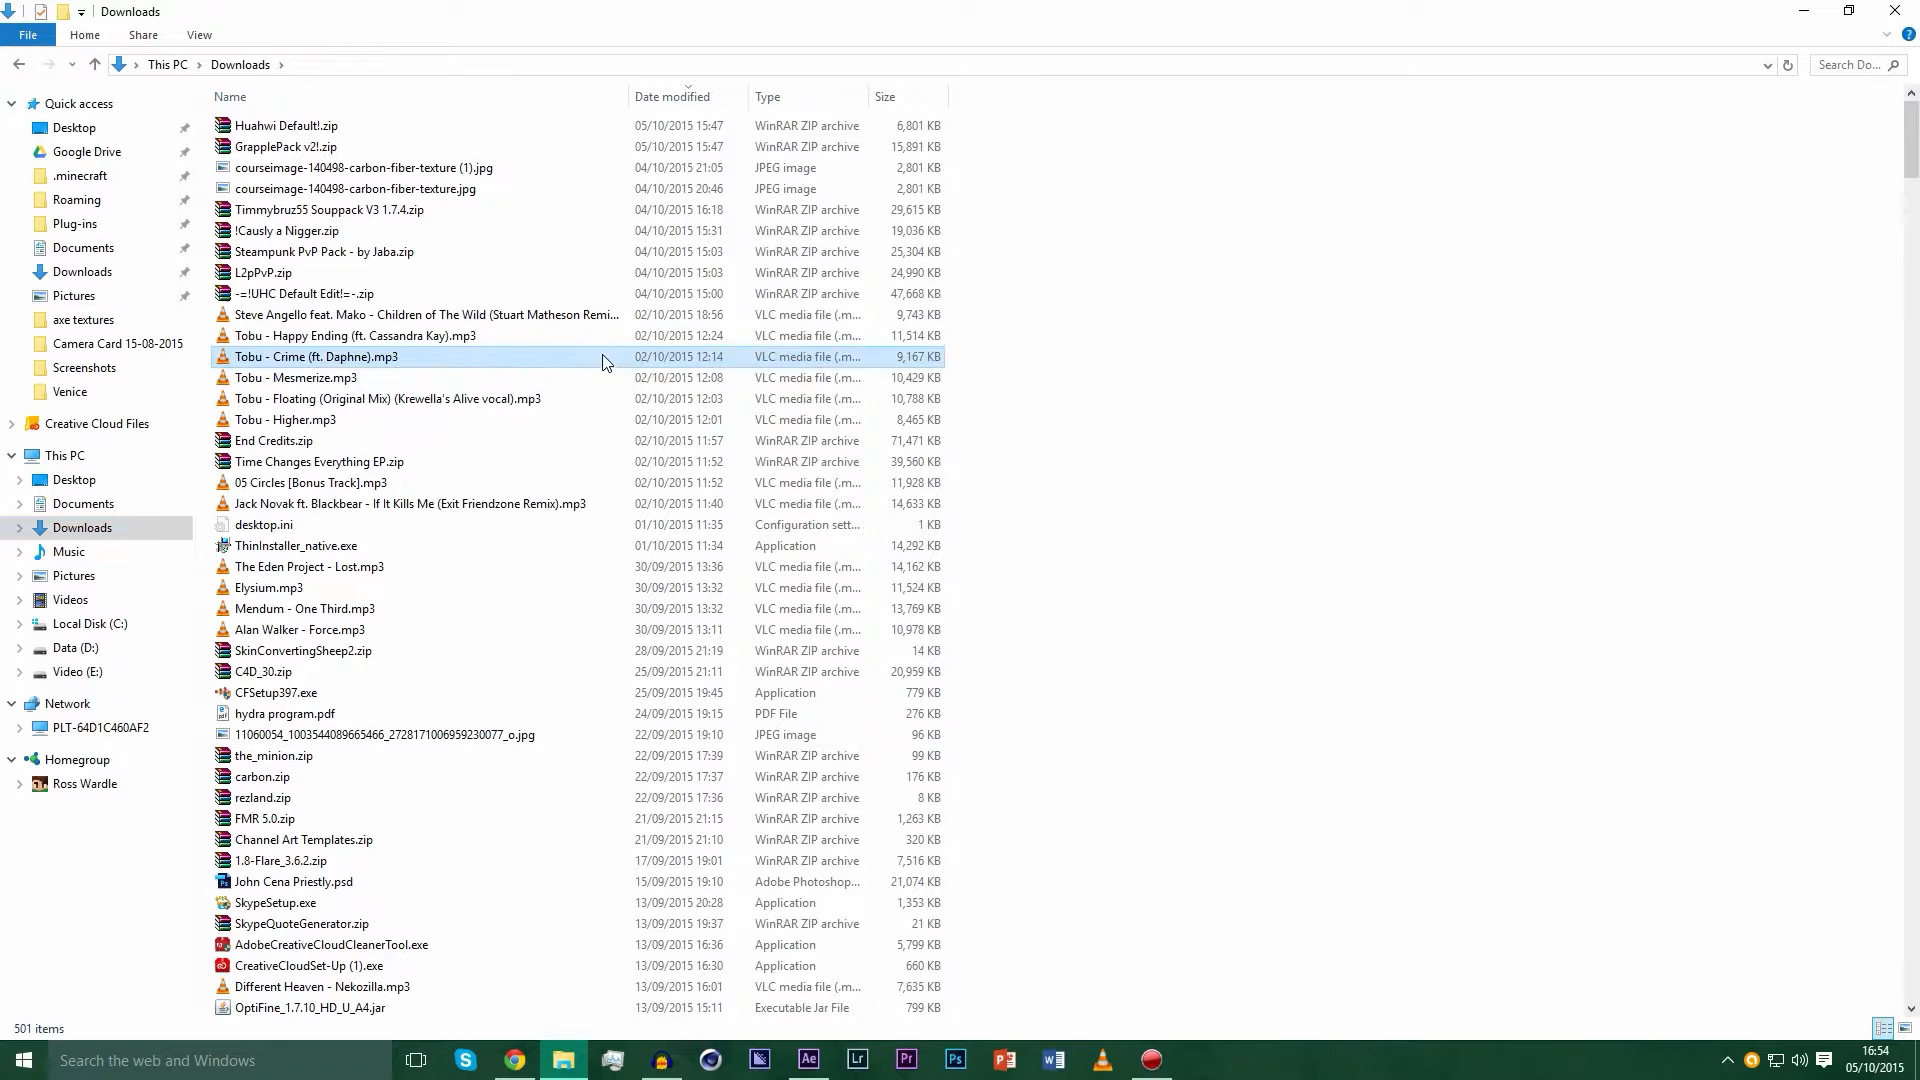 Downloads
File Home Share View
This PC Downloads Search Do...
Name Date modified Type Size
Quick access
Desktop
Google Drive
.minecraft
Roaming
Plug-ins
Documents
Downloads
Pictures
axe textures
Camera Card 15-08-2015
Screenshots
Venice
Creative Cloud Files
This PC
Desktop
Documents
Downloads
Music
Pictures
Videos
Local Disk (C:)
Data (D:)
Video (E:)
Network
PLT-64D1C460AF2
Homegroup
Ross Wardle
Huahwi Default!.zip 05/10/2015 15:47 WinRAR ZIP archive 6,801 KB
GrapplePack v2!.zip 05/10/2015 15:47 WinRAR ZIP archive 15,891 KB
courseimage-140498-carbon-fiber-texture (1).jpg 04/10/2015 21:05 JPEG image 2,801 KB
courseimage-140498-carbon-fiber-texture.jpg 04/10/2015 20:46 JPEG image 2,801 KB
Timmybruz55 Souppack V3 1.7.4.zip 04/10/2015 16:18 WinRAR ZIP archive 29,615 KB
!Causly a Nigger.zip 04/10/2015 15:31 WinRAR ZIP archive 19,036 KB
Steampunk PvP Pack - by Jaba.zip 04/10/2015 15:03 WinRAR ZIP archive 25,304 KB
L2pPvP.zip 04/10/2015 15:03 WinRAR ZIP archive 24,990 KB
-=!UHC Default Edit!=-.zip 04/10/2015 15:00 WinRAR ZIP archive 47,668 KB
Steve Angello feat. Mako - Children of The Wild (Stuart Matheson Remi... 02/10/2015 18:56 VLC media file (.m... 9,743 KB
Tobu - Happy Ending (ft. Cassandra Kay).mp3 02/10/2015 12:24 VLC media file (.m... 11,514 KB
Tobu - Crime (ft. Daphne).mp3 02/10/2015 12:14 VLC media file (.m... 9,167 KB
Tobu - Mesmerize.mp3 02/10/2015 12:08 VLC media file (.m... 10,429 KB
Tobu - Floating (Original Mix) (Krewella's Alive vocal).mp3 02/10/2015 12:03 VLC media file (.m... 10,788 KB
Tobu - Higher.mp3 02/10/2015 12:01 VLC media file (.m... 8,465 KB
End Credits.zip 02/10/2015 11:57 WinRAR ZIP archive 71,471 KB
Time Changes Everything EP.zip 02/10/2015 11:52 WinRAR ZIP archive 39,560 KB
05 Circles [Bonus Track].mp3 02/10/2015 11:52 VLC media file (.m... 11,928 KB
Jack Novak ft. Blackbear - If It Kills Me (Exit Friendzone Remix).mp3 02/10/2015 11:40 VLC media file (.m... 14,633 KB
desktop.ini 01/10/2015 11:35 Configuration sett... 1 KB
ThinInstaller_native.exe 01/10/2015 11:34 Application 14,292 KB
The Eden Project - Lost.mp3 30/09/2015 13:36 VLC media file (.m... 14,162 KB
Elysium.mp3 30/09/2015 13:32 VLC media file (.m... 11,524 KB
Mendum - One Third.mp3 30/09/2015 13:32 VLC media file (.m... 13,769 KB
Alan Walker - Force.mp3 30/09/2015 13:11 VLC media file (.m... 10,978 KB
SkinConvertingSheep2.zip 28/09/2015 21:19 WinRAR ZIP archive 14 KB
C4D_30.zip 25/09/2015 21:11 WinRAR ZIP archive 20,959 KB
CFSetup397.exe 25/09/2015 19:45 Application 779 KB
hydra program.pdf 24/09/2015 19:15 PDF File 276 KB
11060054_1003544089665466_2728171006959230077_o.jpg 22/09/2015 19:10 JPEG image 96 KB
the_minion.zip 22/09/2015 17:39 WinRAR ZIP archive 99 KB
carbon.zip 22/09/2015 17:37 WinRAR ZIP archive 176 KB
rezland.zip 22/09/2015 17:36 WinRAR ZIP archive 8 KB
FMR 5.0.zip 21/09/2015 21:15 WinRAR ZIP archive 1,263 KB
Channel Art Templates.zip 21/09/2015 21:10 WinRAR ZIP archive 320 KB
1.8-Flare_3.6.2.zip 17/09/2015 19:01 WinRAR ZIP archive 7,516 KB
John Cena Priestly.psd 15/09/2015 19:10 Adobe Photoshop... 21,074 KB
SkypeSetup.exe 13/09/2015 20:28 Application 1,353 KB
SkypeQuoteGenerator.zip 13/09/2015 19:37 WinRAR ZIP archive 21 KB
AdobeCreativeCloudCleanerTool.exe 13/09/2015 16:36 Application 5,799 KB
CreativeCloudSet-Up (1).exe 13/09/2015 16:30 Application 660 KB
Different Heaven - Nekozilla.mp3 13/09/2015 16:01 VLC media file (.m... 7,635 KB
OptiFine_1.7.10_HD_U_A4.jar 13/09/2015 15:11 Executable Jar File 799 KB
501 items
Search the web and Windows
Ae Lr Pr Ps
16:54
05/10/2015